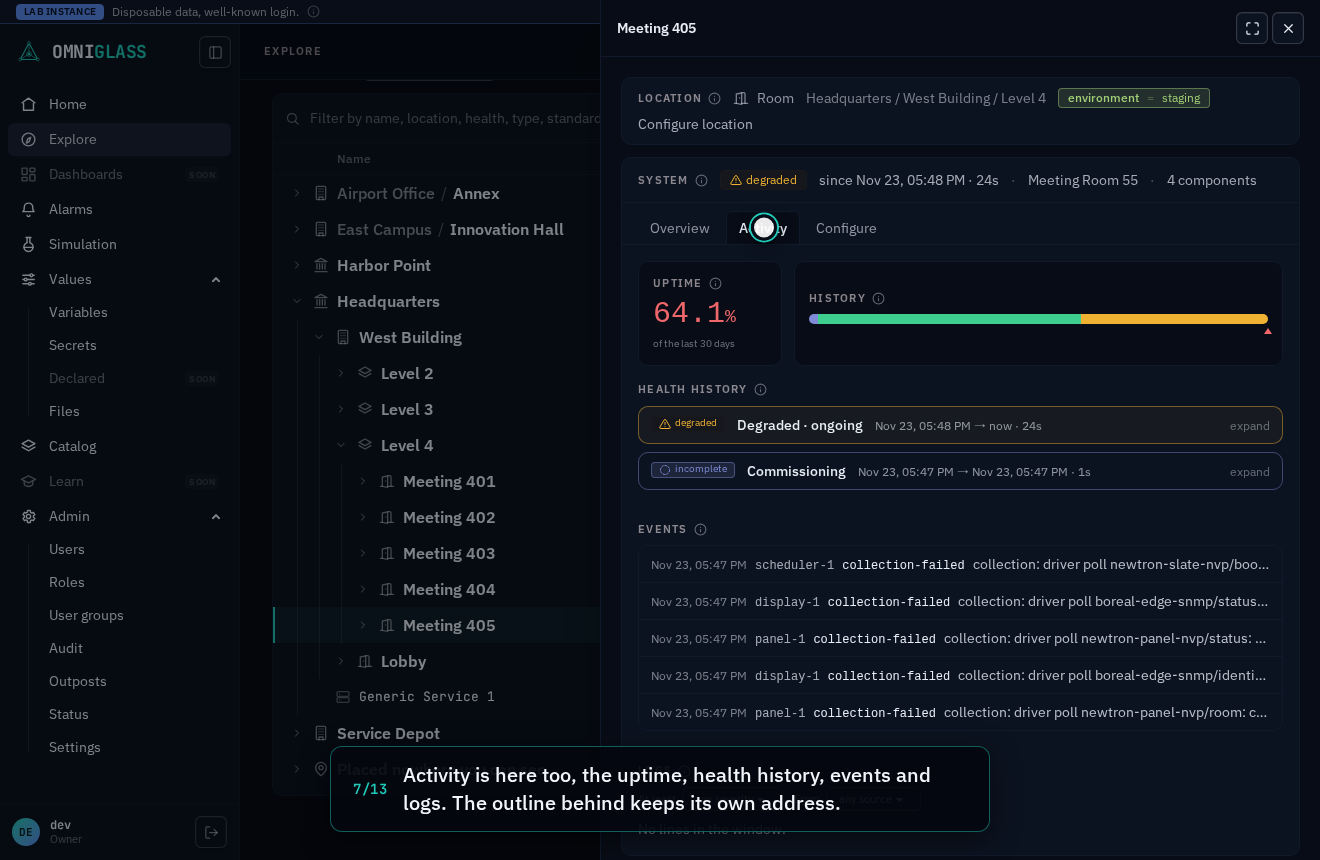 LAB INSTANCE Disposable data, well-known login.
OMNIGLASS
Home
Explore
Dashboards SOON
Alarms
Simulation
Values
Variables
Secrets
Declared SOON
Files
Catalog
Learn SOON
Admin
Users
Roles
User groups
Audit
Outposts
Status
Settings
DE dev
Owner
EXPLORE
Filter by name, location, health, type, standard
Name
Airport Office / Annex
East Campus / Innovation Hall
Harbor Point
Headquarters
West Building
Level 2
Level 3
Level 4
Meeting 401
Meeting 402
Meeting 403
Meeting 404
Meeting 405
Lobby
Generic Service 1
Service Depot
Meeting 405
LOCATION Room Headquarters / West Building / Level 4 environment = staging
Configure location
SYSTEM degraded since Nov 23, 05:48 PM · 24s · Meeting Room 55 · 4 components
Overview Activity Configure
UPTIME
64.1%
of the last 30 days
HISTORY
HEALTH HISTORY
degraded Degraded · ongoing Nov 23, 05:48 PM → now · 24s expand
incomplete Commissioning Nov 23, 05:47 PM → Nov 23, 05:47 PM · 1s expand
EVENTS
Nov 23, 05:47 PM scheduler-1 collection-failed collection: driver poll newtron-slate-nvp/boo...
Nov 23, 05:47 PM display-1 collection-failed collection: driver poll boreal-edge-snmp/status...
Nov 23, 05:47 PM panel-1 collection-failed collection: driver poll newtron-panel-nvp/status: ...
Nov 23, 05:47 PM display-1 collection-failed collection: driver poll boreal-edge-snmp/identi...
Nov 23, 05:47 PM panel-1 collection-failed collection: driver poll newtron-panel-nvp/room: c...
any source
No lines in the window.
7/13 Activity is here too, the uptime, health history, events and
logs. The outline behind keeps its own address.